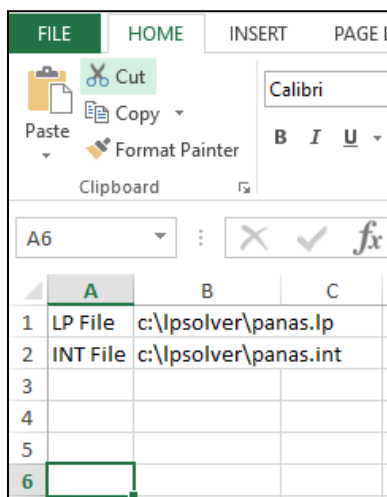 FILE HOME INSERT PAGE L
Cut
Copy
Paste
Format Painter
Clipboard
Calibri
B I U
A6 fx
A B C
1 LP File c:\lpsolver\panas.lp
2 INT File c:\lpsolver\panas.int
3
4
5
6